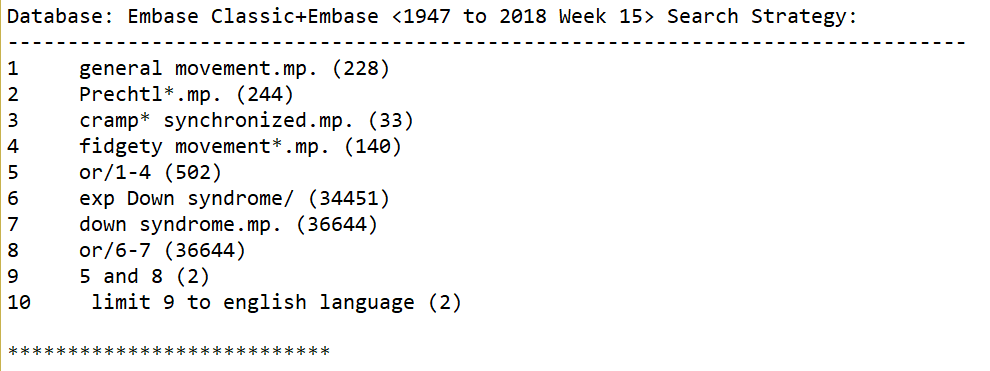 Database: Embase Classic+Embase <1947 to 2018 Week 15> Search Strategy:
--------------------------------------------------------------------------------
1 general movement.mp. (228)
2 Prechtl*.mp. (244)
3 cramp* synchronized.mp. (33)
4 fidgety movement*.mp. (140)
5 or/1-4 (502)
6 exp Down syndrome/ (34451)
7 down syndrome.mp. (36644)
8 or/6-7 (36644)
9 5 and 8 (2)
10 limit 9 to english language (2)
***************************